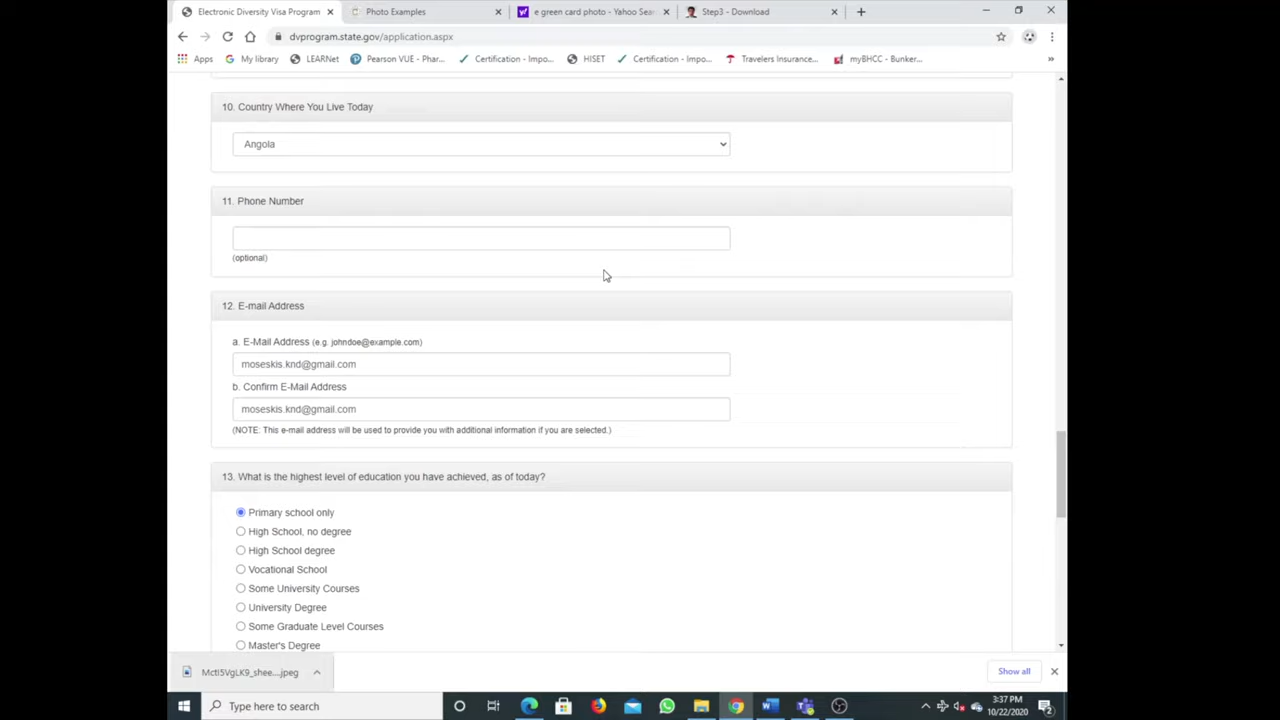 Electronic Diversity Visa Program
Photo Examples
e green card photo - Yahoo Sear
Step3 - Download
dvprogram.state.gov/application.aspx
Apps
My library
LEARNet
Pearson VUE - Phar...
Certification - Impo...
HISET
Certification - Impo...
Travelers Insurance...
myBHCC - Bunker...
10. Country Where You Live Today
Angola
11. Phone Number
(optional)
12. E-mail Address
a. E-Mail Address (e.g. johndoe@example.com)
moseskis.knd@gmail.com
b. Confirm E-Mail Address
moseskis.knd@gmail.com
(NOTE: This e-mail address will be used to provide you with additional information if you are selected.)
13. What is the highest level of education you have achieved, as of today?
Primary school only
High School, no degree
High School degree
Vocational School
Some University Courses
University Degree
Some Graduate Level Courses
Master's Degree
MctI5VgLK9_shee....jpeg
Show all
Type here to search
3:37 PM
10/22/2020
2